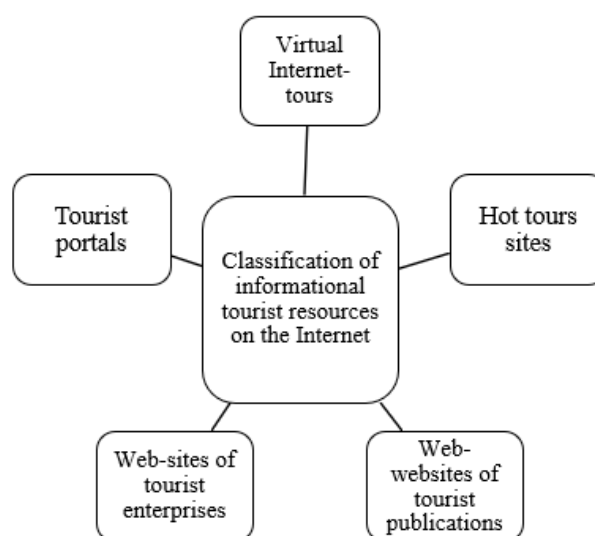 Virtual
Internet-
tours
Tourist
portals
Hot tours
sites
Classification of
informational
tourist resources
on the Internet
Web-sites of
tourist
enterprises
Web-
websites of
tourist
publications